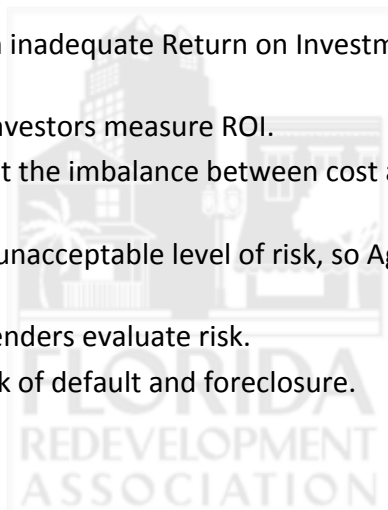 inadequate Return on Investm
nvestors measure ROI.
t the imbalance between cost a
unacceptable level of risk, so Ag
enders evaluate risk.
k of default and foreclosure.
FLORIDA
REDEVELOPMENT
ASSOCIATION